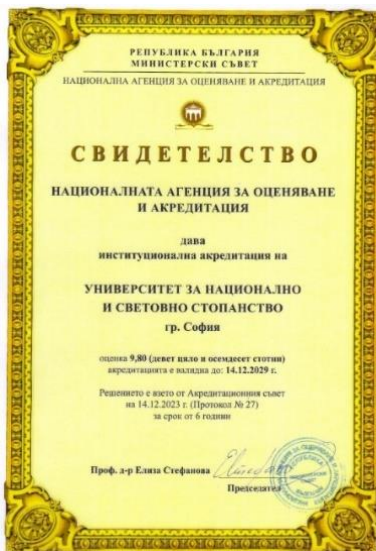 РЕПУБЛИКА БЪЛГАРИЯ
МИНИСТЕРСКИ СЪВЕТ
НАЦИОНАЛНА АГЕНЦИЯ ЗА ОЦЕНЯВАНЕ И АКРЕДИТАЦИЯ
СВИДЕТЕЛСТВО
НАЦИОНАЛНАТА АГЕНЦИЯ ЗА ОЦЕНЯВАНЕ
И АКРЕДИТАЦИЯ
дава
институционална акредитация на
УНИВЕРСИТЕТ ЗА НАЦИОНАЛНО
И СВЕТОВНО СТОПАНСТВО
гр. София
оценка 9,80 (девет цяло и осемдесет стотни)
акредитацията е валидна до: 14.12.2029 г.
Решението е взето от Акредитационния съвет
на 14.12.2023 г. (Протокол № 27)
за срок от 6 години
Проф. д-р Елиза Стефанова
Председател